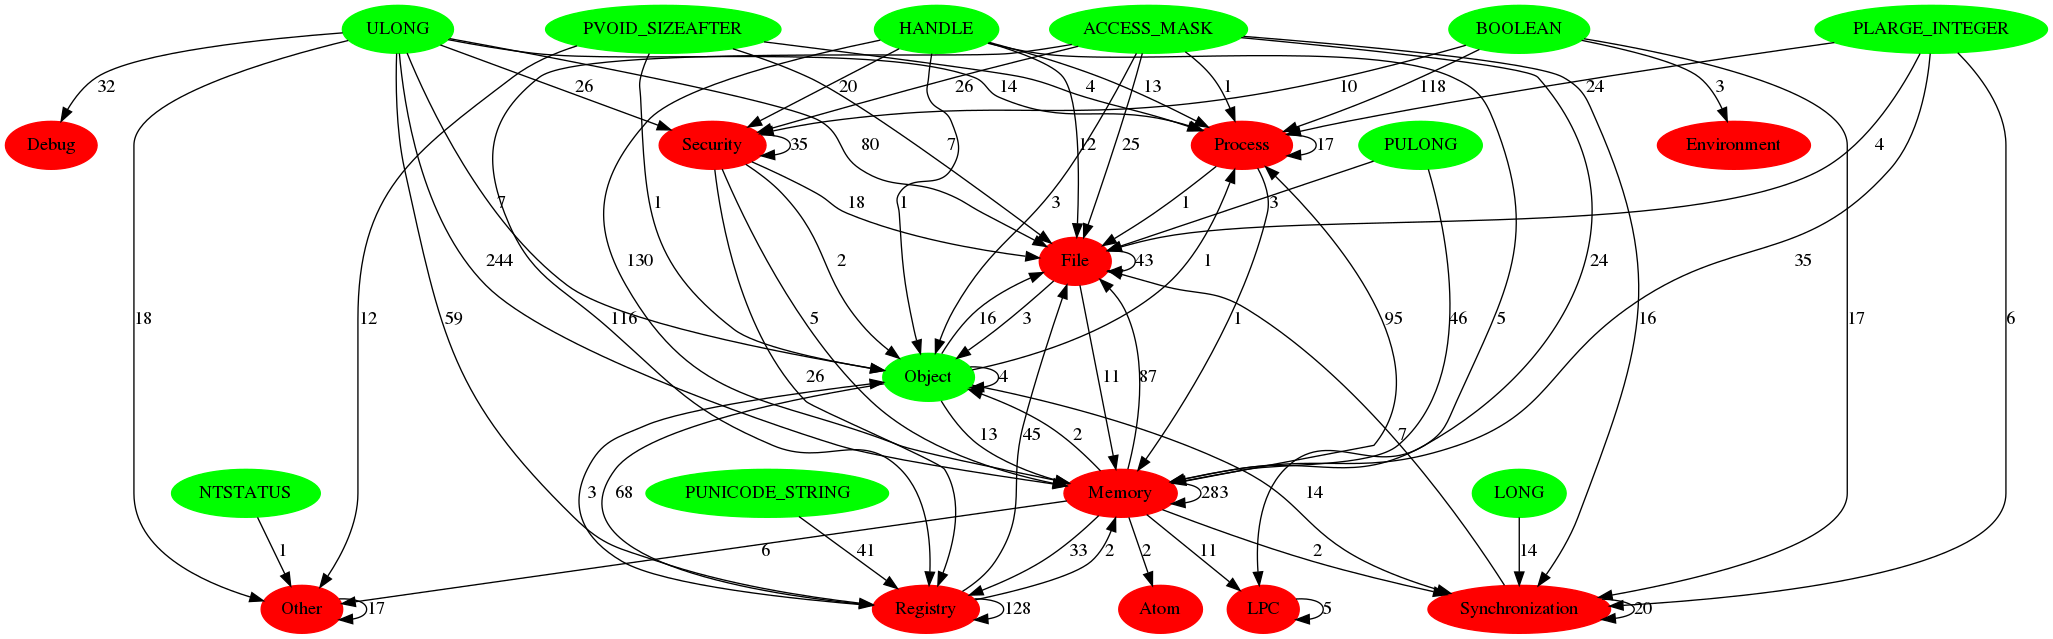 ULONG PVOID_SIZEAFTER HANDLE ACCESS_MASK BOOLEAN PLARGE_INTEGER
32 26 20 26 14 4 13 1 10 118 24 3
Debug Security 35 80 7 12 25 Process 17 PULONG Environment 4
7 1 18 1 3 1 3
244 130 2 File 43 24 35
18 12 59 116 5 16 3 1 1 95 46 5 16 17 6
Object 4 11 87
26 68 3 13 2 45 7
NTSTATUS PUNICODE_STRING Memory 283 14 LONG
1 6 41 33 2 2 11 2 14
Other 17 Registry 128 Atom LPC 5 Synchronization 20